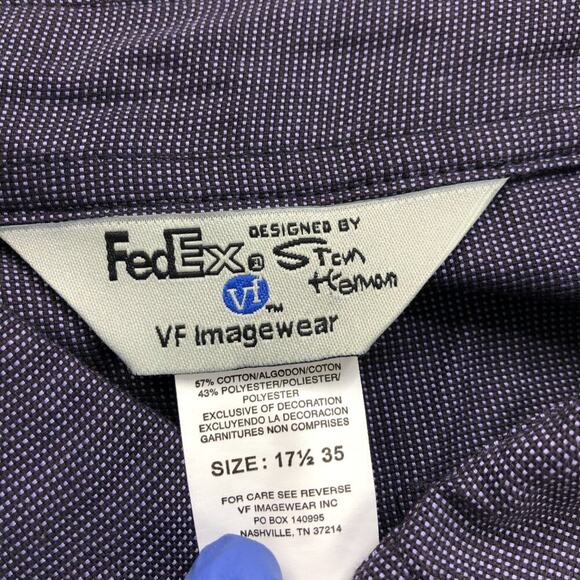 FedEx® DESIGNED BY
Stan Herman
Vf™
VF Imagewear
57% COTTON/ALGODON/COTON
43% POLYESTER/POLIESTER/
POLYESTER
EXCLUSIVE OF DECORATION
EXCLUYENDO LA DECORACION
GARNITURES NON COMPRISES
SIZE: 17½ 35
FOR CARE SEE REVERSE
VF IMAGEWEAR INC
PO BOX 140995
NASHVILLE, TN 37214